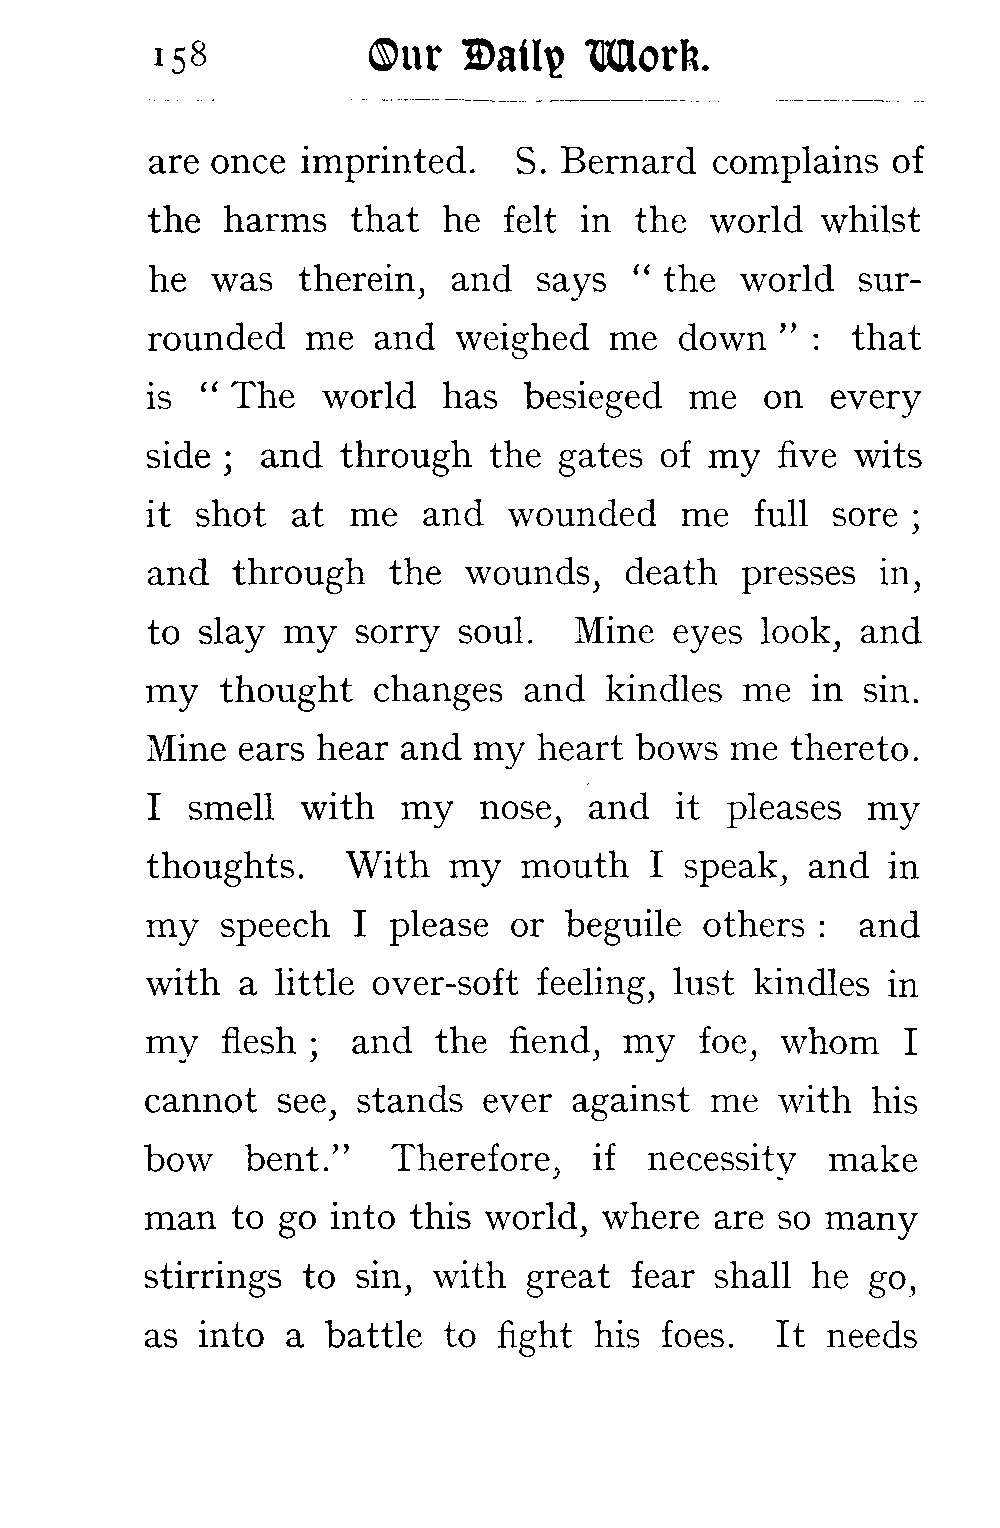 158 Our Daily Work.
are once imprinted. S. Bernard complains of
the harms that he felt in the world whilst
he was therein, and says “ the world sur-
rounded me and weighed me down ” : that
is “ The world has besieged me on every
side ; and through the gates of my five wits
it shot at me and wounded me full sore ;
and through the wounds, death presses in,
to slay my sorry soul. Mine eyes look, and
my thought changes and kindles me in sin.
Mine ears hear and my heart bows me thereto.
I smell with my nose, and it pleases my
thoughts. With my mouth I speak, and in
my speech I please or beguile others : and
with a little over-soft feeling, lust kindles in
my flesh ; and the fiend, my foe, whom I
cannot see, stands ever against me with his
bow bent.” Therefore, if necessity make
man to go into this world, where are so many
stirrings to sin, with great fear shall he go,
as into a battle to fight his foes. It needs